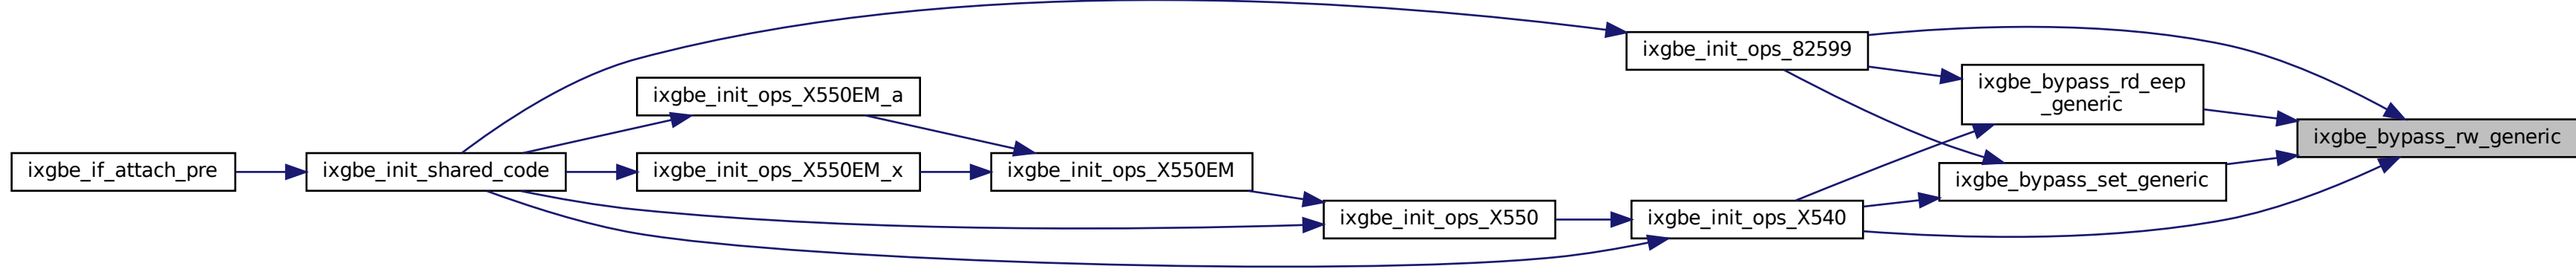 ixgbe_if_attach_pre
ixgbe_init_shared_code
ixgbe_init_ops_X550EM_a
ixgbe_init_ops_X550EM_x
ixgbe_init_ops_X550EM
ixgbe_init_ops_X550
ixgbe_init_ops_82599
ixgbe_init_ops_X540
ixgbe_bypass_rd_eep
_generic
ixgbe_bypass_set_generic
ixgbe_bypass_rw_generic